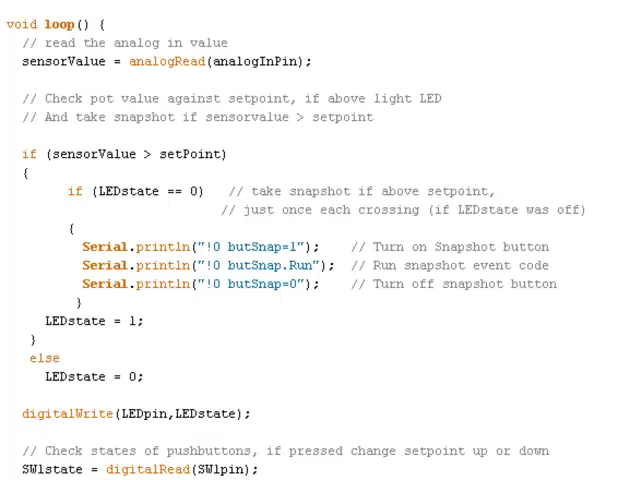 void loop() {
// read the analog in value
sensorValue = analogRead(analogInPin);
// Check pot value against setpoint, if above light LED
// And take snapshot if sensorvalue > setpoint
if (sensorValue > setPoint)
{
if (LEDstate == 0)   // take snapshot if above setpoint,
// just once each crossing (if LEDstate was off)
{
Serial.println("!O butSnap=1");    // Turn on Snapshot button
Serial.println("!O butSnap.Run");  // Run snapshot event code
Serial.println("!O butSnap=0");    // Turn off snapshot button
}
LEDstate = 1;
}
else
LEDstate = 0;
digitalWrite(LEDpin,LEDstate);
// Check states of pushbuttons, if pressed change setpoint up or down
SW1state = digitalRead(SW1pin);